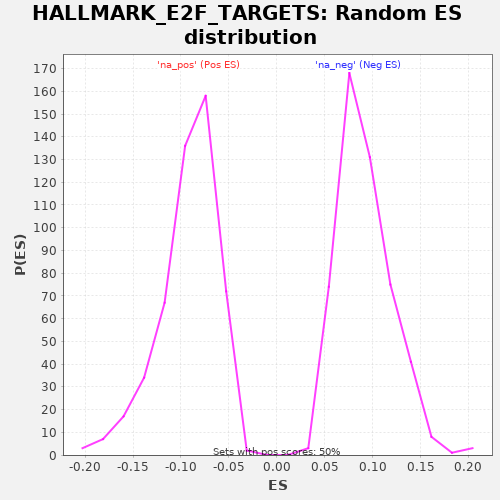 HALLMARK_E2F_TARGETS: Random ES
distribution
'na_pos' (Pos ES)
'na_neg' (Neg ES)
170
160
150
140
130
120
110
100
90
80
70
60
50
40
30
20
10
0
P(ES)
Sets with pos scores: 50%
-0.20 -0.15 -0.10 -0.05 0.00 0.05 0.10 0.15 0.20
ES